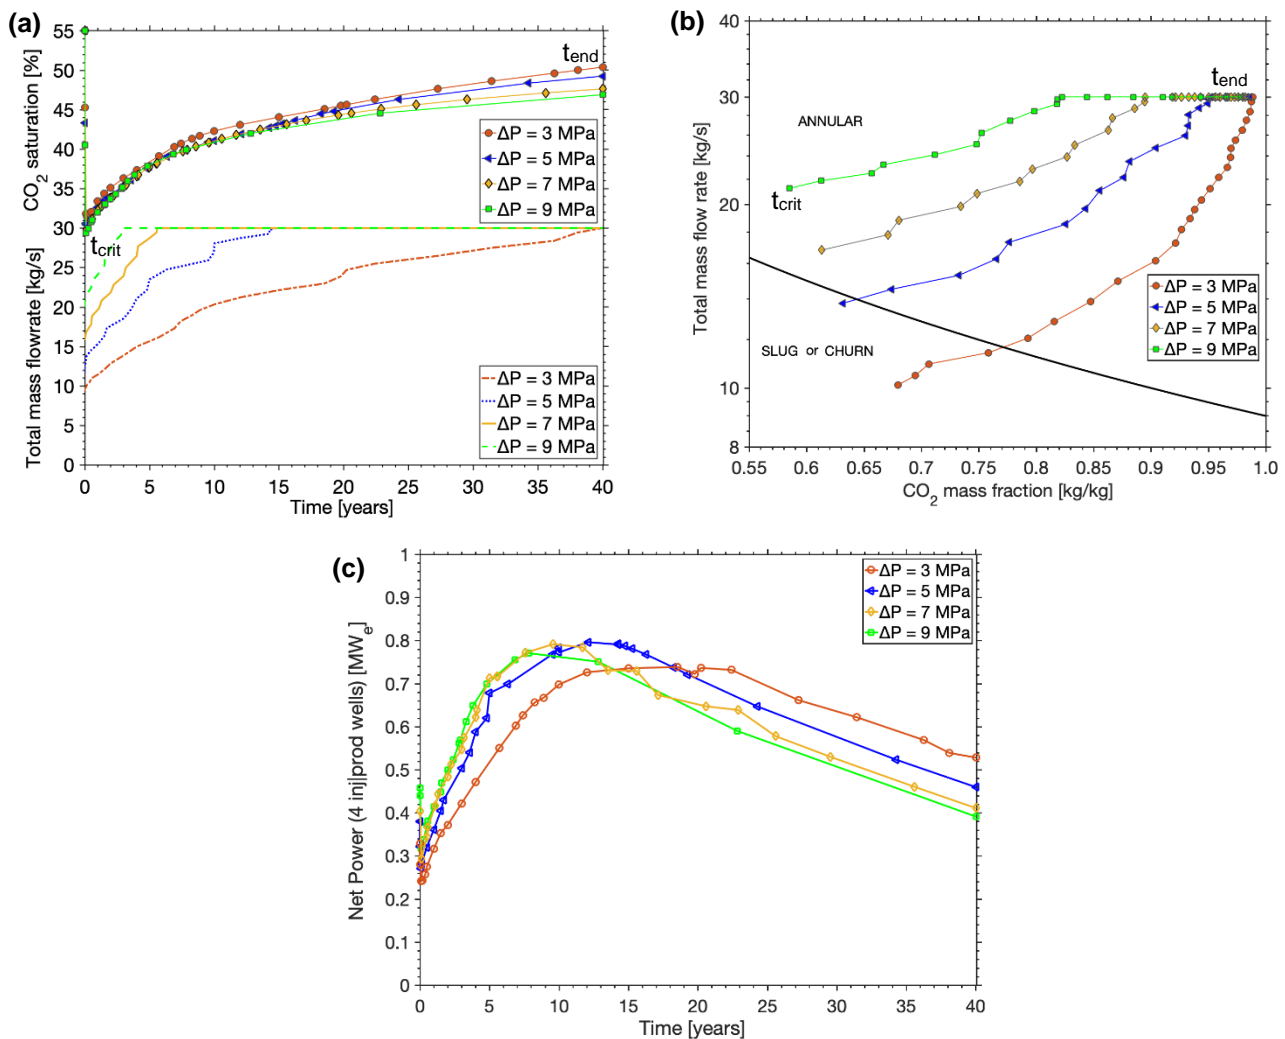 (a)
CO2 saturation [%]
55
50
45
40
35
30
25
20
15
10
5
0
Total mass flowrate [kg/s]
tend
tcrit
ΔP = 3 MPa
ΔP = 5 MPa
ΔP = 7 MPa
ΔP = 9 MPa
ΔP = 3 MPa
ΔP = 5 MPa
ΔP = 7 MPa
ΔP = 9 MPa
0 5 10 15 20 25 30 35 40
Time [years]
(b)
Total mass flow rate [kg/s]
40
30
20
10
8
ANNULAR
tend
tcrit
SLUG or CHURN
ΔP = 3 MPa
ΔP = 5 MPa
ΔP = 7 MPa
ΔP = 9 MPa
0.55 0.6 0.65 0.7 0.75 0.8 0.85 0.9 0.95 1.0
CO2 mass fraction [kg/kg]
(c)
Net Power (4 inj|prod wells) [MWe]
1
0.9
0.8
0.7
0.6
0.5
0.4
0.3
0.2
0.1
0
ΔP = 3 MPa
ΔP = 5 MPa
ΔP = 7 MPa
ΔP = 9 MPa
0 5 10 15 20 25 30 35 40
Time [years]